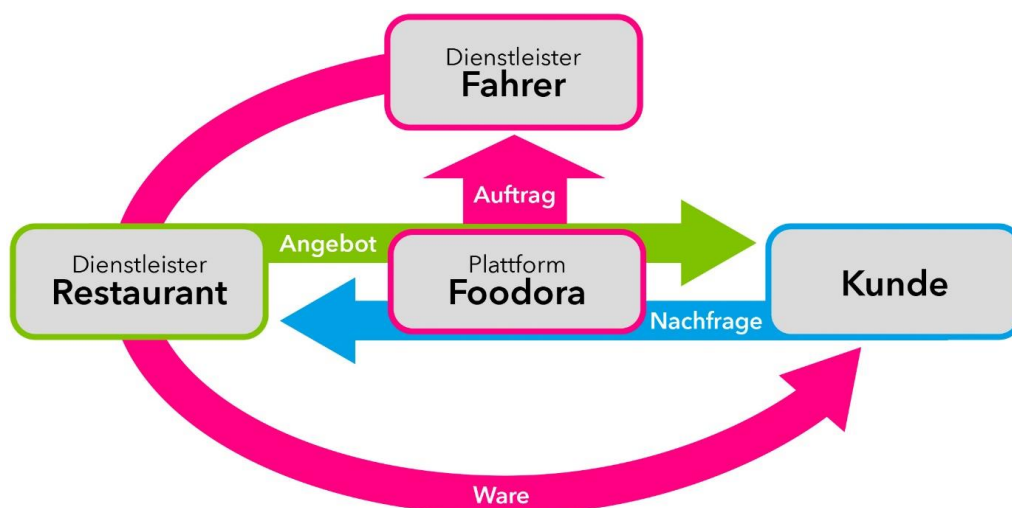 Dienstleister
Fahrer
Auftrag
Dienstleister
Restaurant
Angebot
Plattform
Foodora
Nachfrage
Kunde
Ware